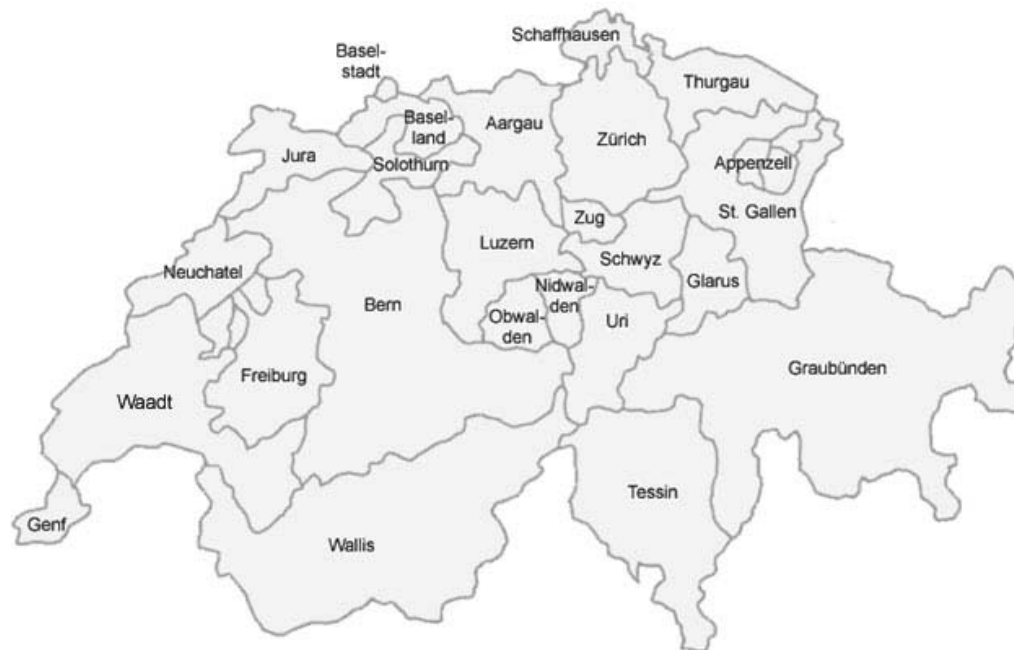 Schaffhausen
Basel-
stadt
Thurgau
Basel-
land
Aargau
Zürich
Jura
Solothurn
Appenzell
St. Gallen
Zug
Luzern
Schwyz
Neuchatel
Nidwal-
den
Glarus
Bern
Obwal-
den
Uri
Freiburg
Graubünden
Waadt
Tessin
Genf
Wallis